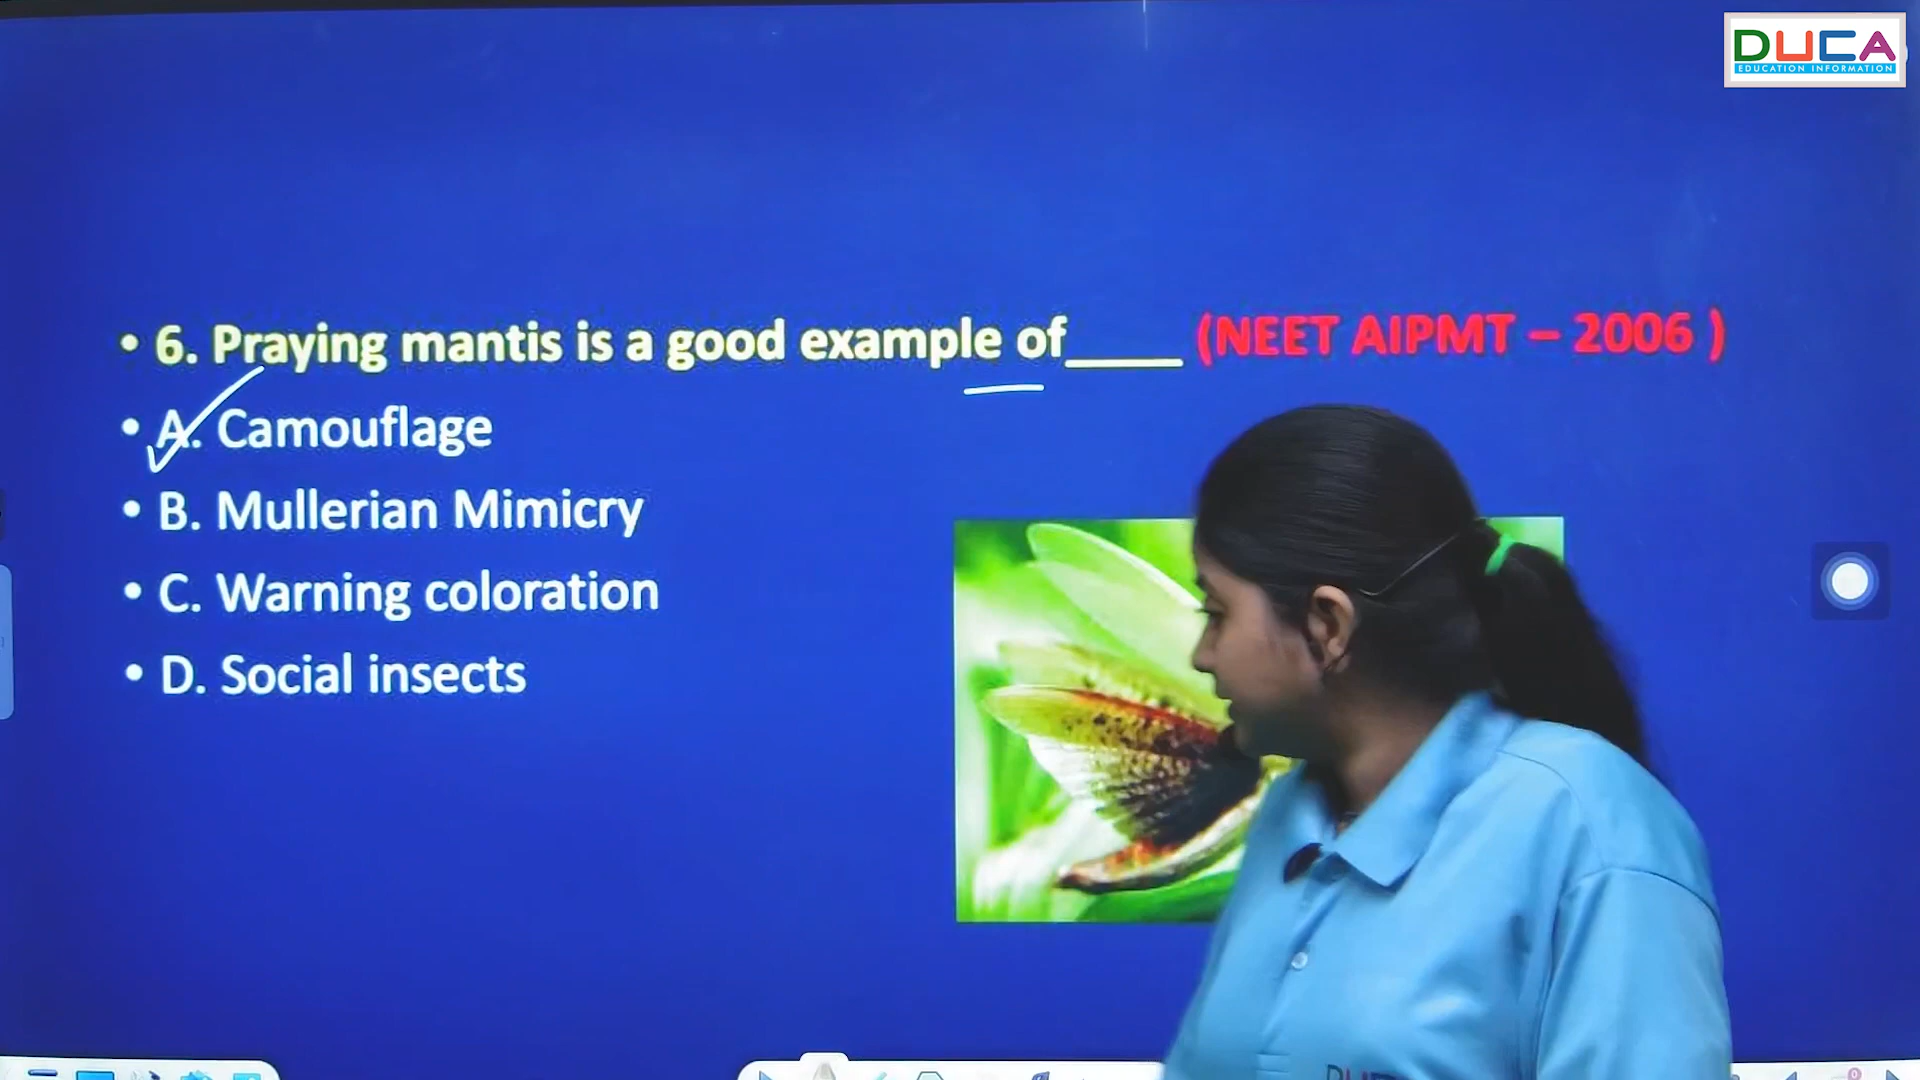 DUCA
EDUCATION INFORMATION
• 6. Praying mantis is a good example of____ (NEET AIPMT – 2006 )
• A. Camouflage
• B. Mullerian Mimicry
• C. Warning coloration
• D. Social insects